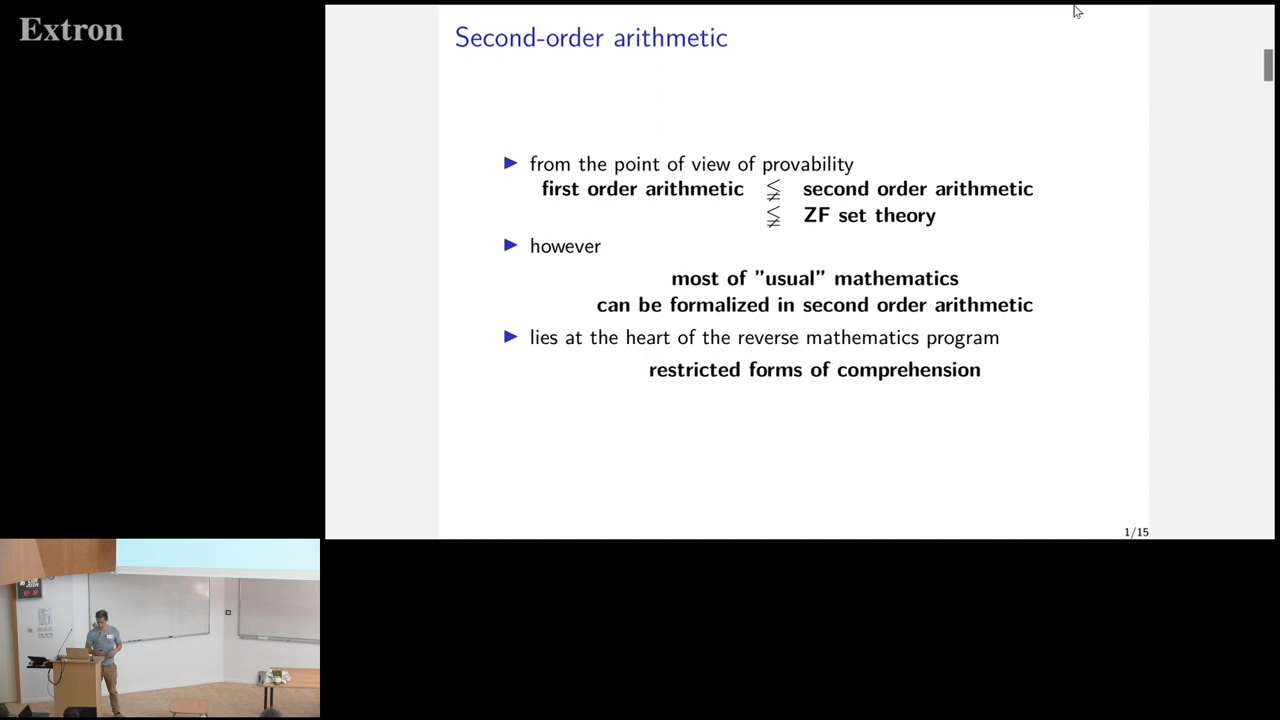 Extron
Second-order arithmetic
▶ from the point of view of provability
first order arithmetic ≨ second order arithmetic
≨ ZF set theory
▶ however
most of ”usual” mathematics
can be formalized in second order arithmetic
▶ lies at the heart of the reverse mathematics program
restricted forms of comprehension
1/15